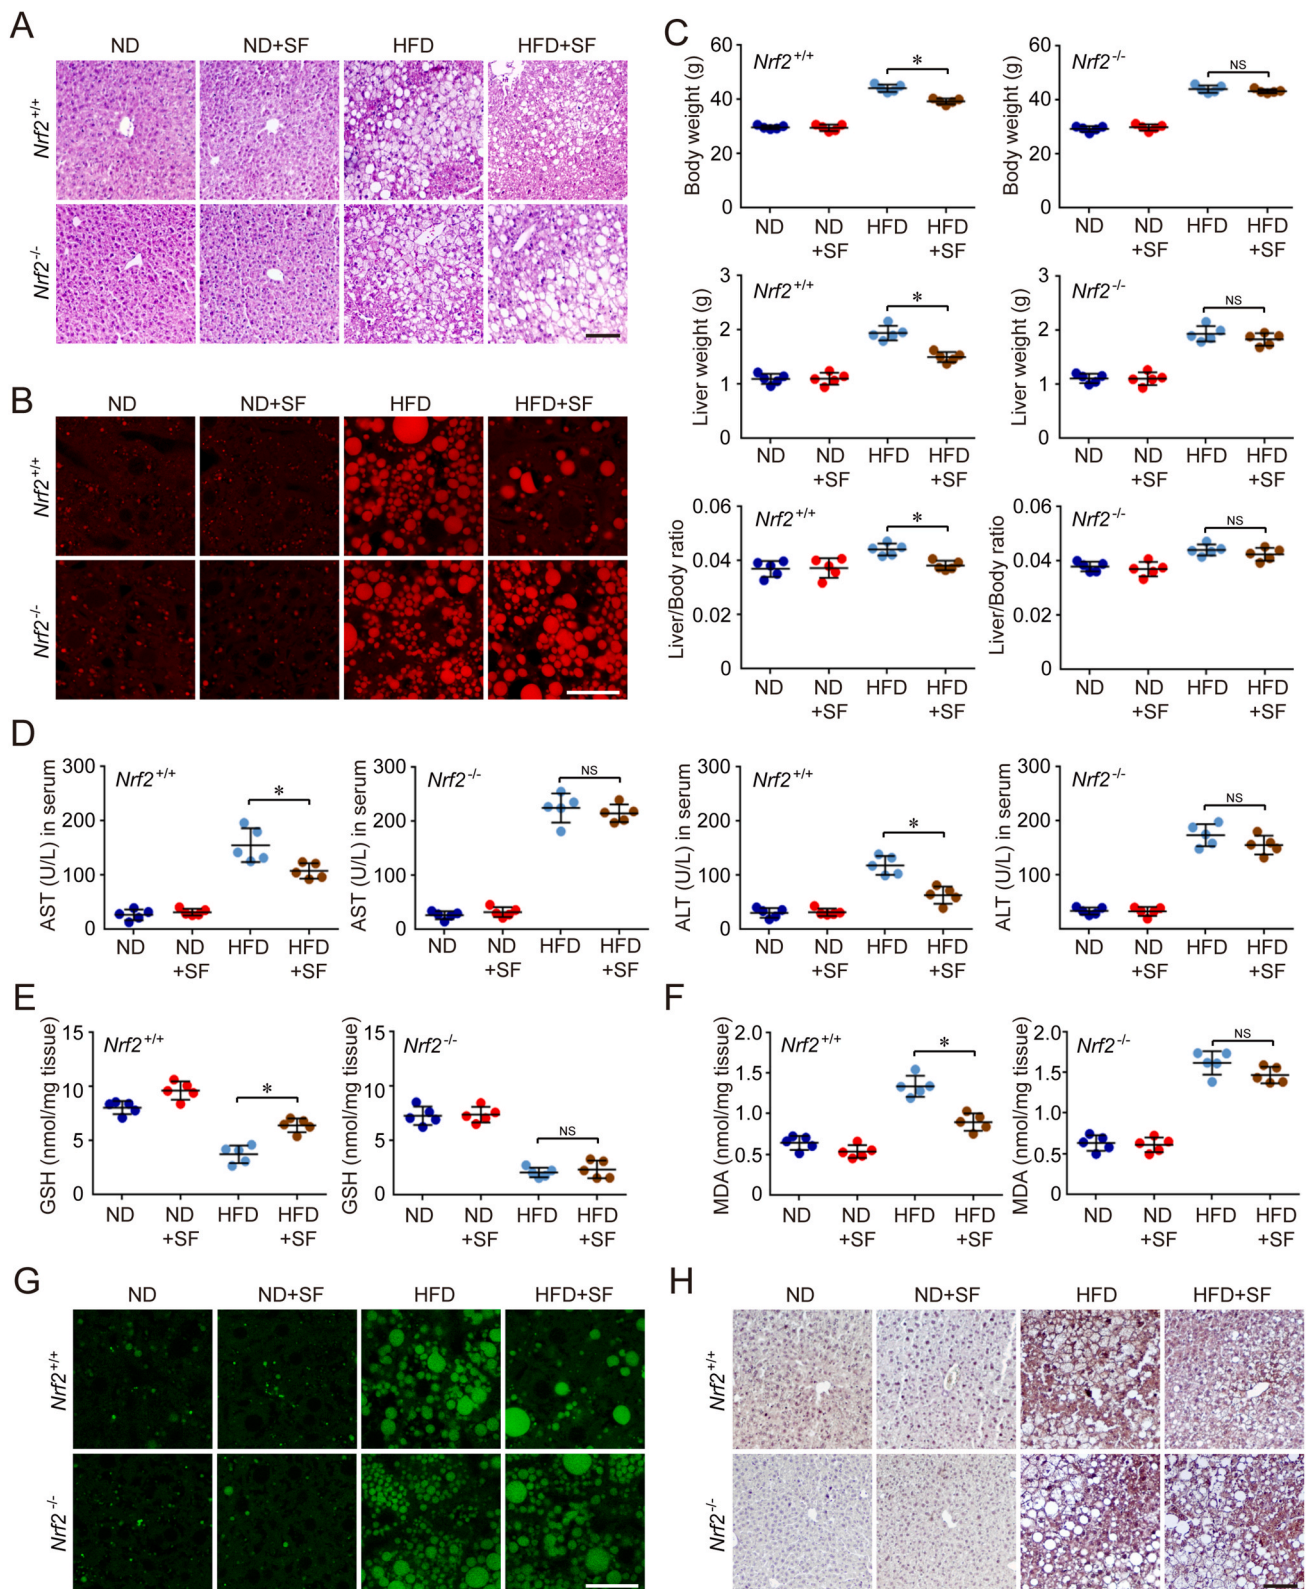 A
ND ND+SF HFD HFD+SF
Nrf2+/+
Nrf2-/-
B
ND ND+SF HFD HFD+SF
Nrf2+/+
Nrf2-/-
C
Body weight (g)
60
40
20
0
Nrf2+/+
*
ND ND HFD HFD
+SF +SF
Body weight (g)
60
40
20
0
Nrf2-/-
NS
ND ND HFD HFD
+SF +SF
Liver weight (g)
3
2
1
0
Nrf2+/+
*
ND ND HFD HFD
+SF +SF
Liver weight (g)
3
2
1
0
Nrf2-/-
NS
ND ND HFD HFD
+SF +SF
Liver/Body ratio
0.06
0.04
0.02
0
Nrf2+/+
*
ND ND HFD HFD
+SF +SF
Liver/Body ratio
0.06
0.04
0.02
0
Nrf2-/-
NS
ND ND HFD HFD
+SF +SF
D
AST (U/L) in serum
300
200
100
0
Nrf2+/+
*
ND ND HFD HFD
+SF +SF
AST (U/L) in serum
300
200
100
0
Nrf2-/-
NS
ND ND HFD HFD
+SF +SF
ALT (U/L) in serum
300
200
100
0
Nrf2+/+
*
ND ND HFD HFD
+SF +SF
ALT (U/L) in serum
300
200
100
0
Nrf2-/-
NS
ND ND HFD HFD
+SF +SF
E
GSH (nmol/mg tissue)
15
10
5
0
Nrf2+/+
*
ND ND HFD HFD
+SF +SF
GSH (nmol/mg tissue)
15
10
5
0
Nrf2-/-
NS
ND ND HFD HFD
+SF +SF
F
MDA (nmol/mg tissue)
2.0
1.5
1.0
0.5
0
Nrf2+/+
*
ND ND HFD HFD
+SF +SF
MDA (nmol/mg tissue)
2.0
1.5
1.0
0.5
0
Nrf2-/-
NS
ND ND HFD HFD
+SF +SF
G
ND ND+SF HFD HFD+SF
Nrf2+/+
Nrf2-/-
H
ND ND+SF HFD HFD+SF
Nrf2+/+
Nrf2-/-